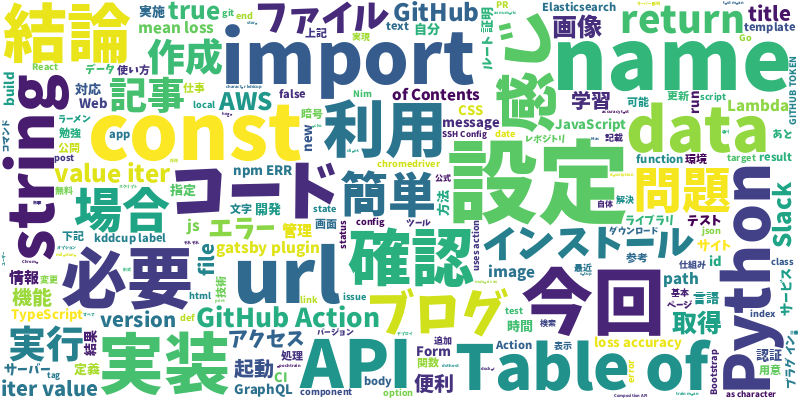 結論
mean loss
実施
true
git
end
ファイル
上記
GitHub
text
自分
実現
Elasticsearch
証明
ルート
PR
画像
return
title
template
build
React
作成
import
感じ
name
Go
GITHUB TOKEN
対応
データ
使い方
記事
仕事
local
AWS
false
暗号
Nim
of Contents
CSS
学習
可能
更新
script
run
Lambda
コマンド
勉強
ラーメン
公開
Web
post
app
new
message
SSH Config
date
JavaScript
レポジトリ
記載
あと
string
const
利用
data
value iter
無料
指定
npm ERR
chromedriver
function
環境
target
result
場合
コード
簡単
方法
公式
設定
自体
解決
問題
Python
Slack
下記
kddcup label
js
文字
開発
state
config
ツール
ライブラリ
ダウンロード
テスト
json
エラー
管理
画面
status
確認
インストール
サイト
id
情報
変更
必要
file
gatsby plugin
url
uses action
image
最近
参考
仕組み
path
class
サービス
機能
html
技術
link
issue
ブログ
今回
基本
言語
ページ
TypeScript
version
def
GitHub Action
test
時間
検索
取得
index
実行
結果
実装
アクセス
バージョン
処理
API
追加
Form
関数
Action
表示
loss accuracy
認証
プラグイン
サーバー
定義
tag
起動
CI
body
便利
Table of
error
Bootstrap
用意
iter value
GraphQL
component
option
Composition API
as character